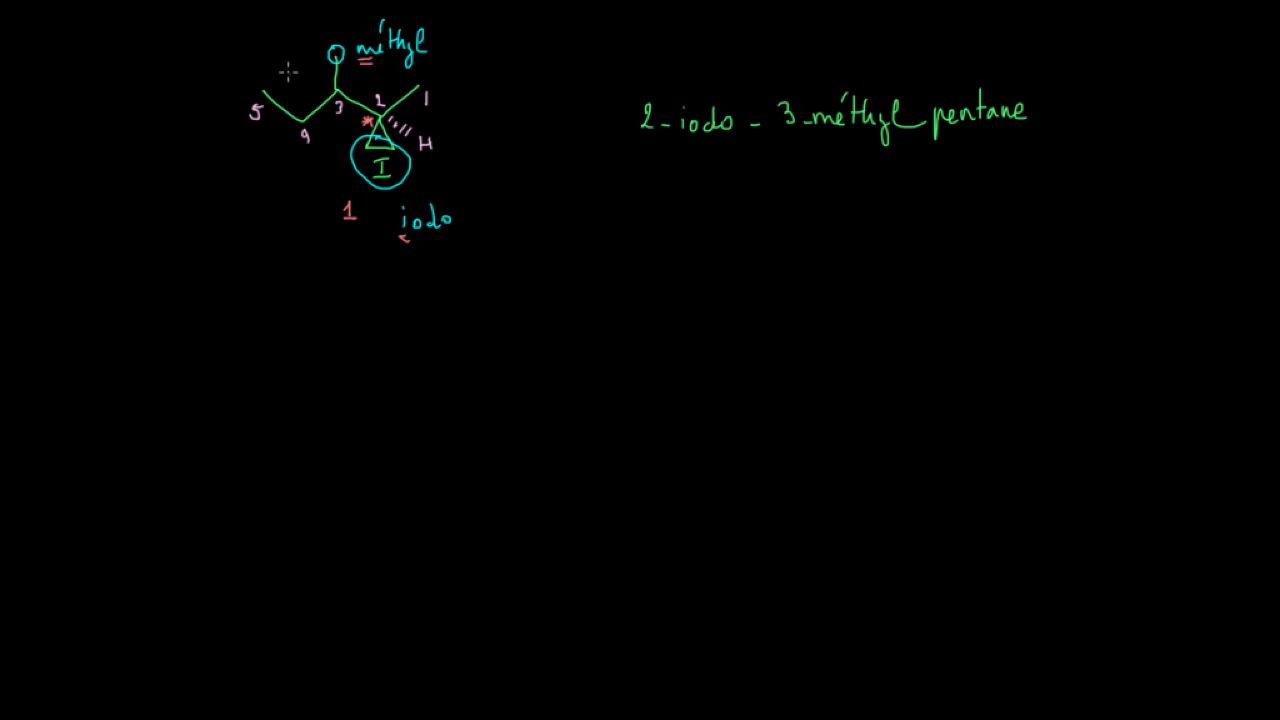 méthyl
5 4 3 2 1
* H
I
1 iodo
2-iodo-3-méthyl pentane